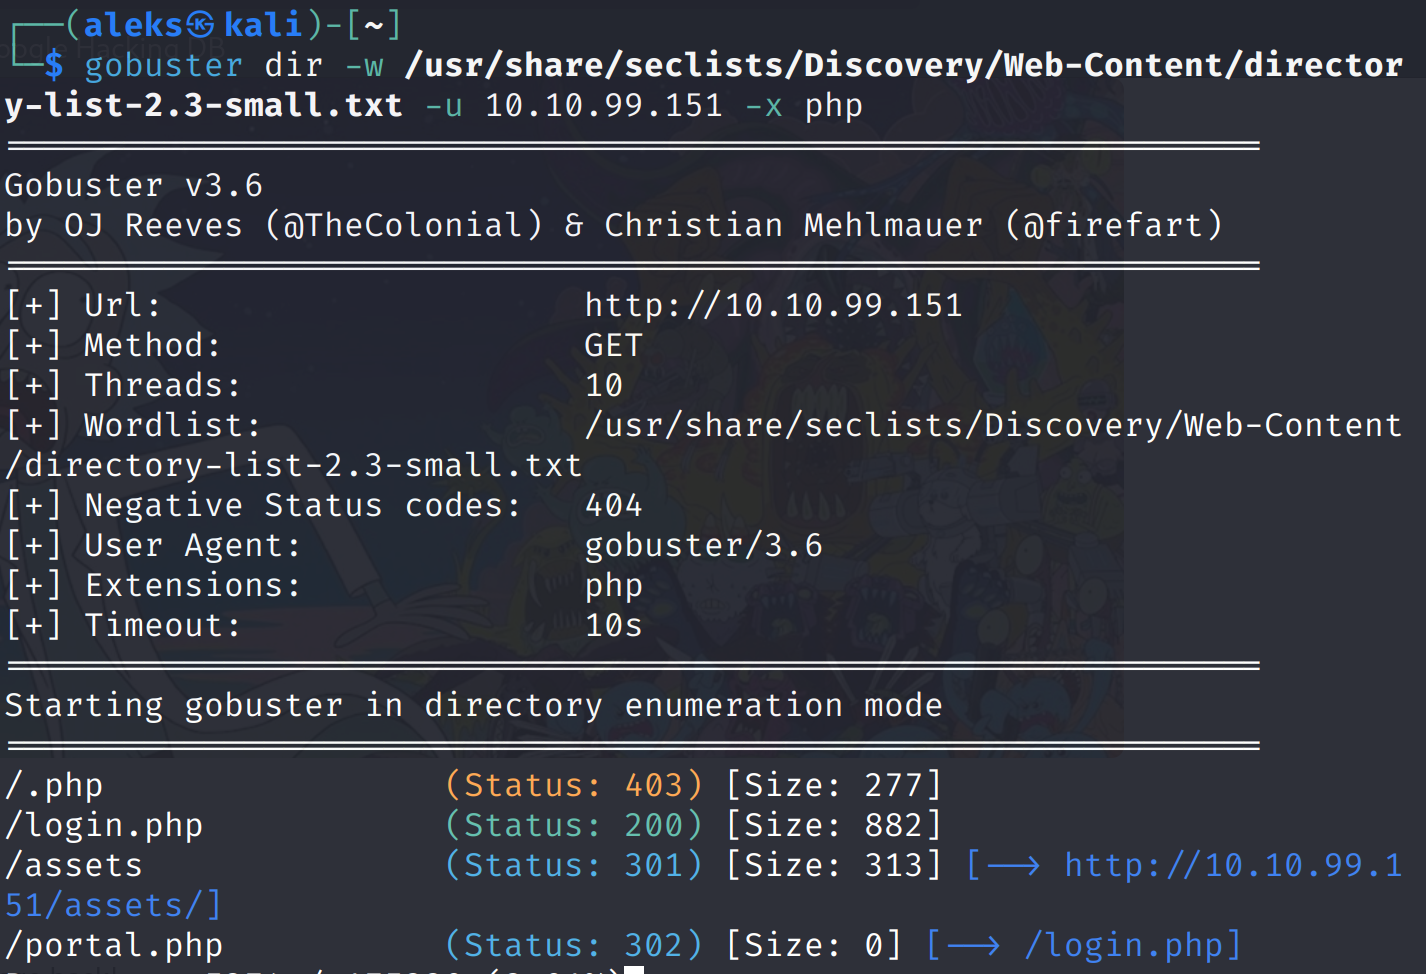 (aleks㉿kali)-[~]
$ gobuster dir -w /usr/share/seclists/Discovery/Web-Content/director
y-list-2.3-small.txt -u 10.10.99.151 -x php
Gobuster v3.6
by OJ Reeves (@TheColonial) & Christian Mehlmauer (@firefart)
[+] Url: http://10.10.99.151
[+] Method: GET
[+] Threads: 10
[+] Wordlist: /usr/share/seclists/Discovery/Web-Content
/directory-list-2.3-small.txt
[+] Negative Status codes: 404
[+] User Agent: gobuster/3.6
[+] Extensions: php
[+] Timeout: 10s
Starting gobuster in directory enumeration mode
/.php (Status: 403) [Size: 277]
/login.php (Status: 200) [Size: 882]
/assets (Status: 301) [Size: 313] [--> http://10.10.99.1
51/assets/]
/portal.php (Status: 302) [Size: 0] [--> /login.php]